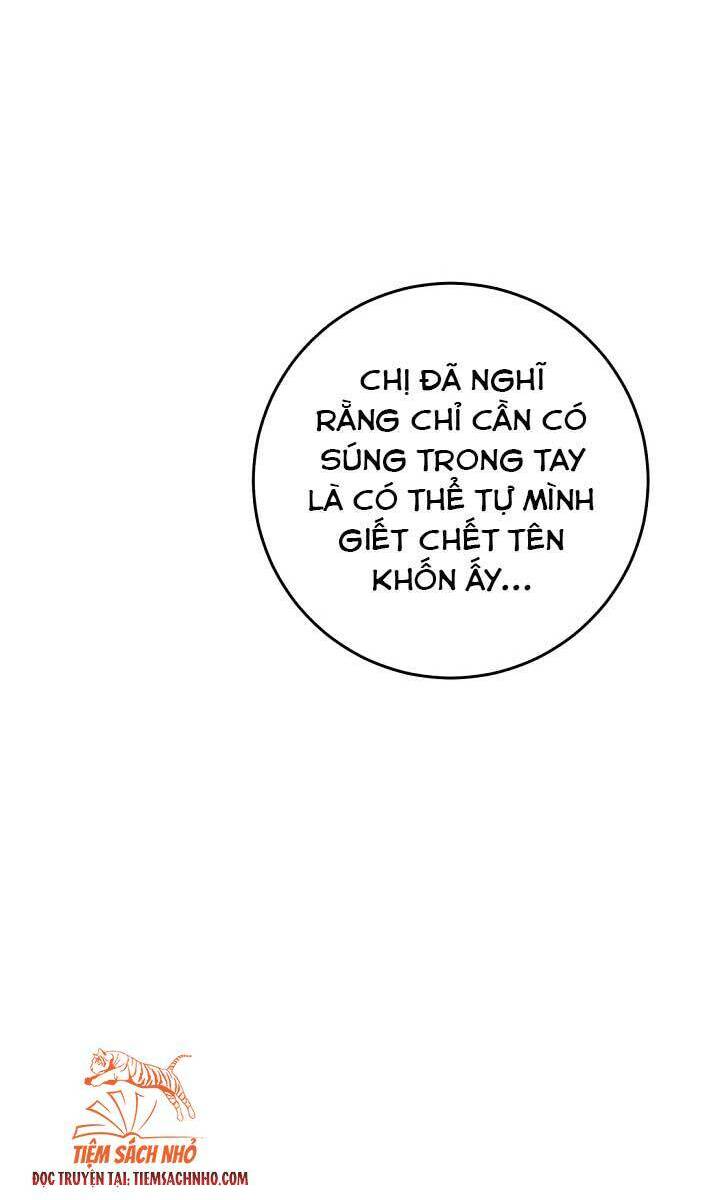 CHỊ ĐÃ NGHĨ
RẰNG CHỈ CẦN CÓ
SÚNG TRONG TAY
LÀ CÓ THỂ TỰ MÌNH
GIẾT CHẾT TÊN
KHỐN ẤY...
TIỆM SÁCH NHỎ
ĐỌC TRUYỆN TẠI: TIEMSACHNHO.COM